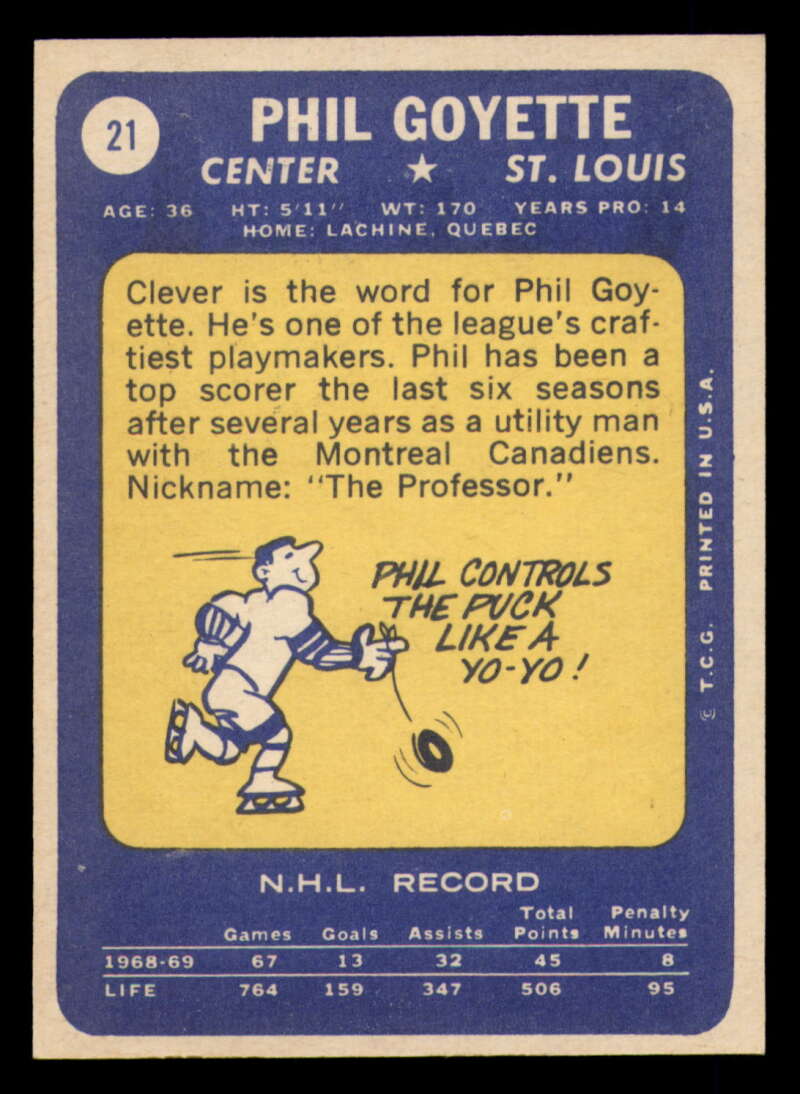 21
PHIL GOYETTE
CENTER ★ ST. LOUIS
AGE: 36 HT: 5'11" WT: 170 YEARS PRO: 14
HOME: LACHINE, QUEBEC
Clever is the word for Phil Goy-
ette. He's one of the league's craf-
tiest playmakers. Phil has been a
top scorer the last six seasons
after several years as a utility man
with the Montreal Canadiens.
Nickname: "The Professor."
PHIL CONTROLS
THE PUCK
LIKE A
YO-YO!
© T.C.G. PRINTED IN U.S.A.
N.H.L. RECORD
Games Goals Assists Total Points Penalty Minutes
1968-69 67 13 32 45 8
LIFE 764 159 347 506 95